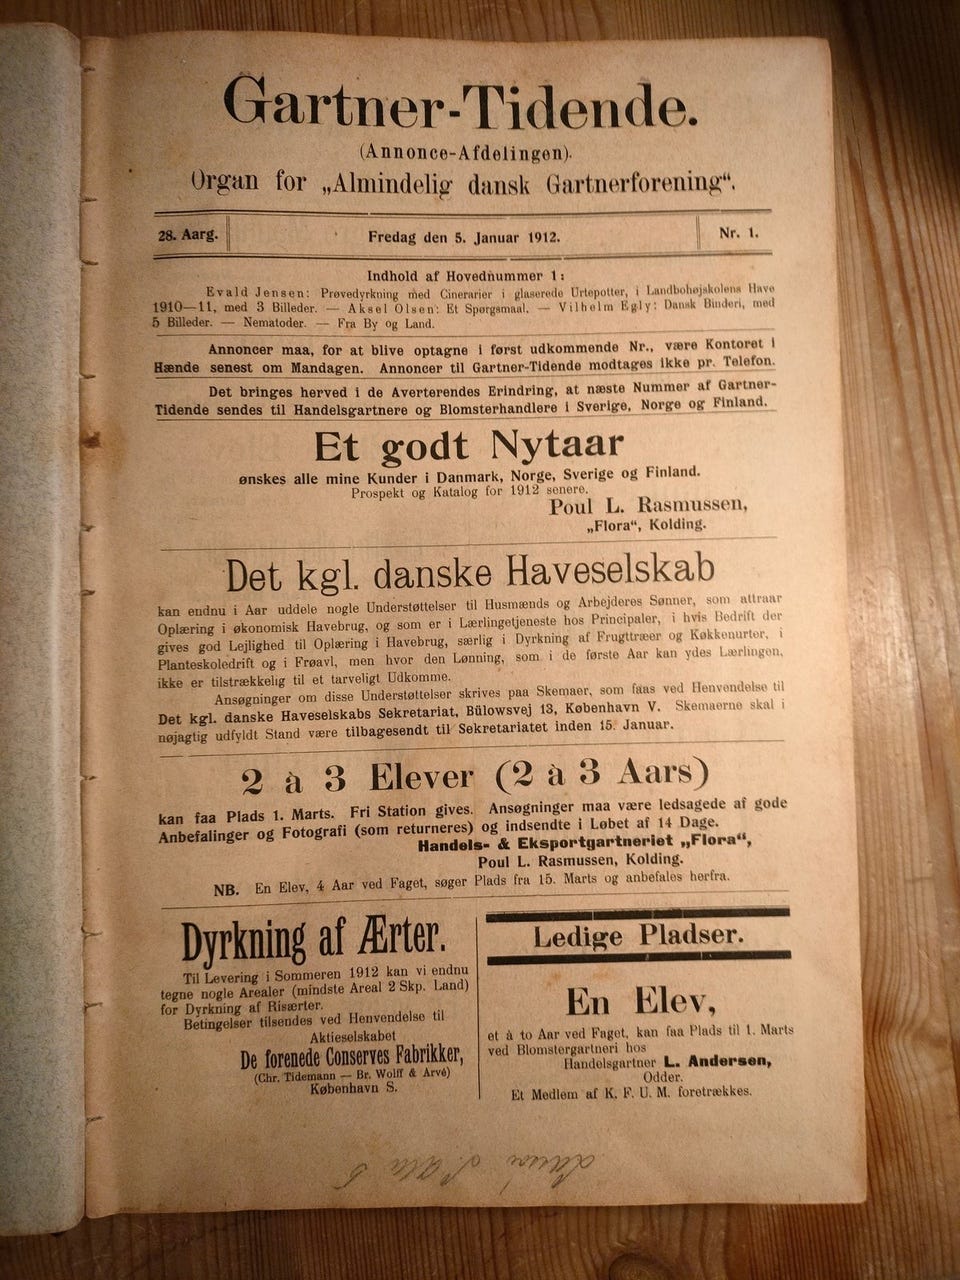 Gartner-Tidende.
(Annonce-Afdelingen).
Organ for „Almindelig dansk Gartnerforening“.
28. Aarg.
Fredag den 5. Januar 1912.
Nr. 1.
Indhold af Hovednummer 1:
Evald Jensen: Prøvedyrkning med Cinerarier i glaserede Urtepotter, i Landbohøjskolens Have
1910—11, med 3 Billeder. — Aksel Olsen: Et Spørgsmaal. — Vilhelm Egly: Dansk Binderi, med
5 Billeder. — Nematoder. — Fra By og Land.
Annoncer maa, for at blive optagne i først udkommende Nr., være Kontoret i
Hænde senest om Mandagen. Annoncer til Gartner-Tidende modtages ikke pr. Telefon.
Det bringes herved i de Averterendes Erindring, at næste Nummer af Gartner-
Tidende sendes til Handelsgartnere og Blomsterhandlere i Sverige, Norge og Finland.
Et godt Nytaar
ønskes alle mine Kunder i Danmark, Norge, Sverige og Finland.
Prospekt og Katalog for 1912 senere.
Poul L. Rasmussen,
„Flora“, Kolding.
Det kgl. danske Haveselskab
kan endnu i Aar uddele nogle Understøttelser til Husmænds og Arbejderes Sønner, som attraar
Oplæring i økonomisk Havebrug, og som er i Lærlingetjeneste hos Principaler, i hvis Bedrift der
gives god Lejlighed til Oplæring i Havebrug, særlig i Dyrkning af Frugttræer og Køkkenurter, i
Planteskoledrift og i Frøavl, men hvor den Lønning, som i de første Aar kan ydes Lærlingen,
ikke er tilstrækkelig til et tarveligt Udkomme.
Ansøgninger om disse Understøttelser skrives paa Skemaer, som faas ved Henvendelse til
Det kgl. danske Haveselskabs Sekretariat, Bülowsvej 13, København V. Skemaerne skal i
nøjagtig udfyldt Stand være tilbagesendt til Sekretariatet inden 15. Januar.
2 à 3 Elever (2 à 3 Aars)
kan faa Plads 1. Marts. Fri Station gives. Ansøgninger maa være ledsagede af gode
Anbefalinger og Fotografi (som returneres) og indsendte i Løbet af 14 Dage.
Handels- & Eksportgartneriet „Flora“,
Poul L. Rasmussen, Kolding.
NB. En Elev, 4 Aar ved Faget, søger Plads fra 15. Marts og anbefales herfra.
Dyrkning af Ærter.
Til Levering i Sommeren 1912 kan vi endnu
tegne nogle Arealer (mindste Areal 2 Skp. Land)
for Dyrkning af Risærter.
Betingelser tilsendes ved Henvendelse til
Aktieselskabet
De forenede Conserves Fabrikker,
(Chr. Tidemann — Br. Wolff & Arvé)
København S.
Ledige Pladser.
En Elev,
et à to Aar ved Faget, kan faa Plads til 1. Marts
ved Blomstergartneri hos
Handelsgartner L. Andersen,
Odder.
Et Medlem af K. F. U. M. foretrækkes.